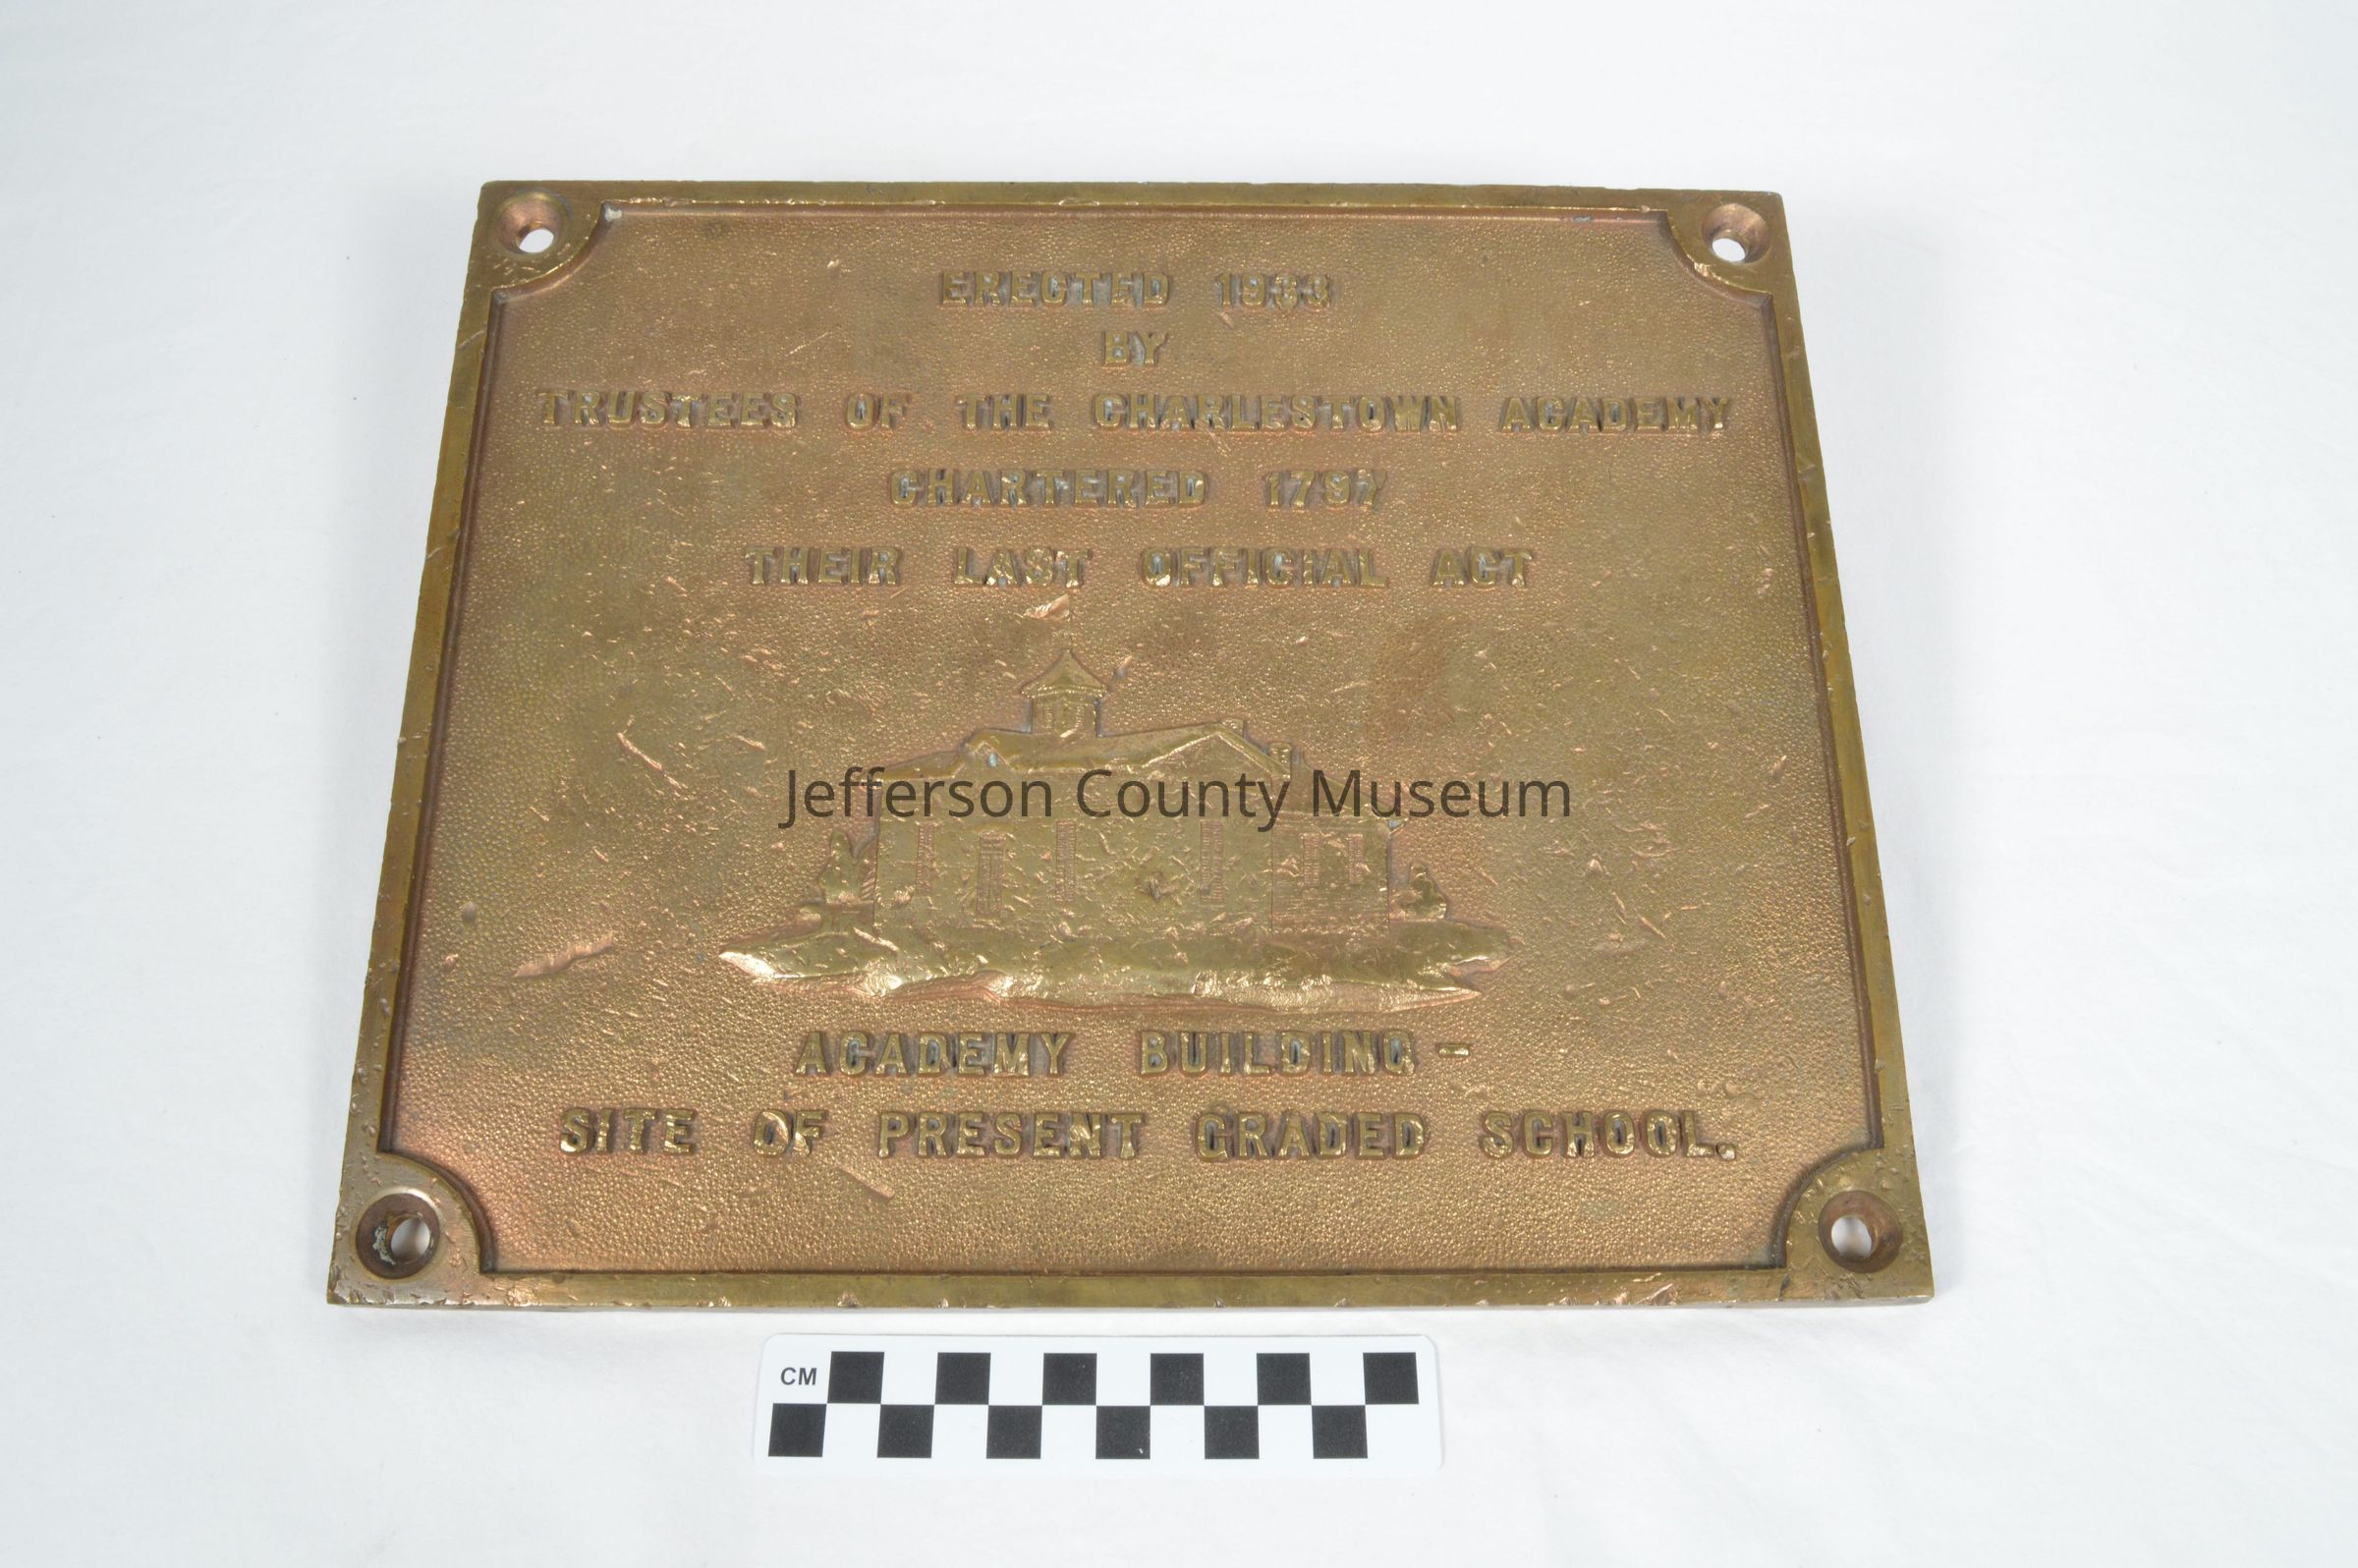 ERECTED 1933
BY
TRUSTEES OF THE CHARLESTOWN ACADEMY
CHARTERED 1797
THEIR LAST OFFICIAL ACT
Jefferson County Museum
ACADEMY BUILDING -
SITE OF PRESENT GRADED SCHOOL.
CM